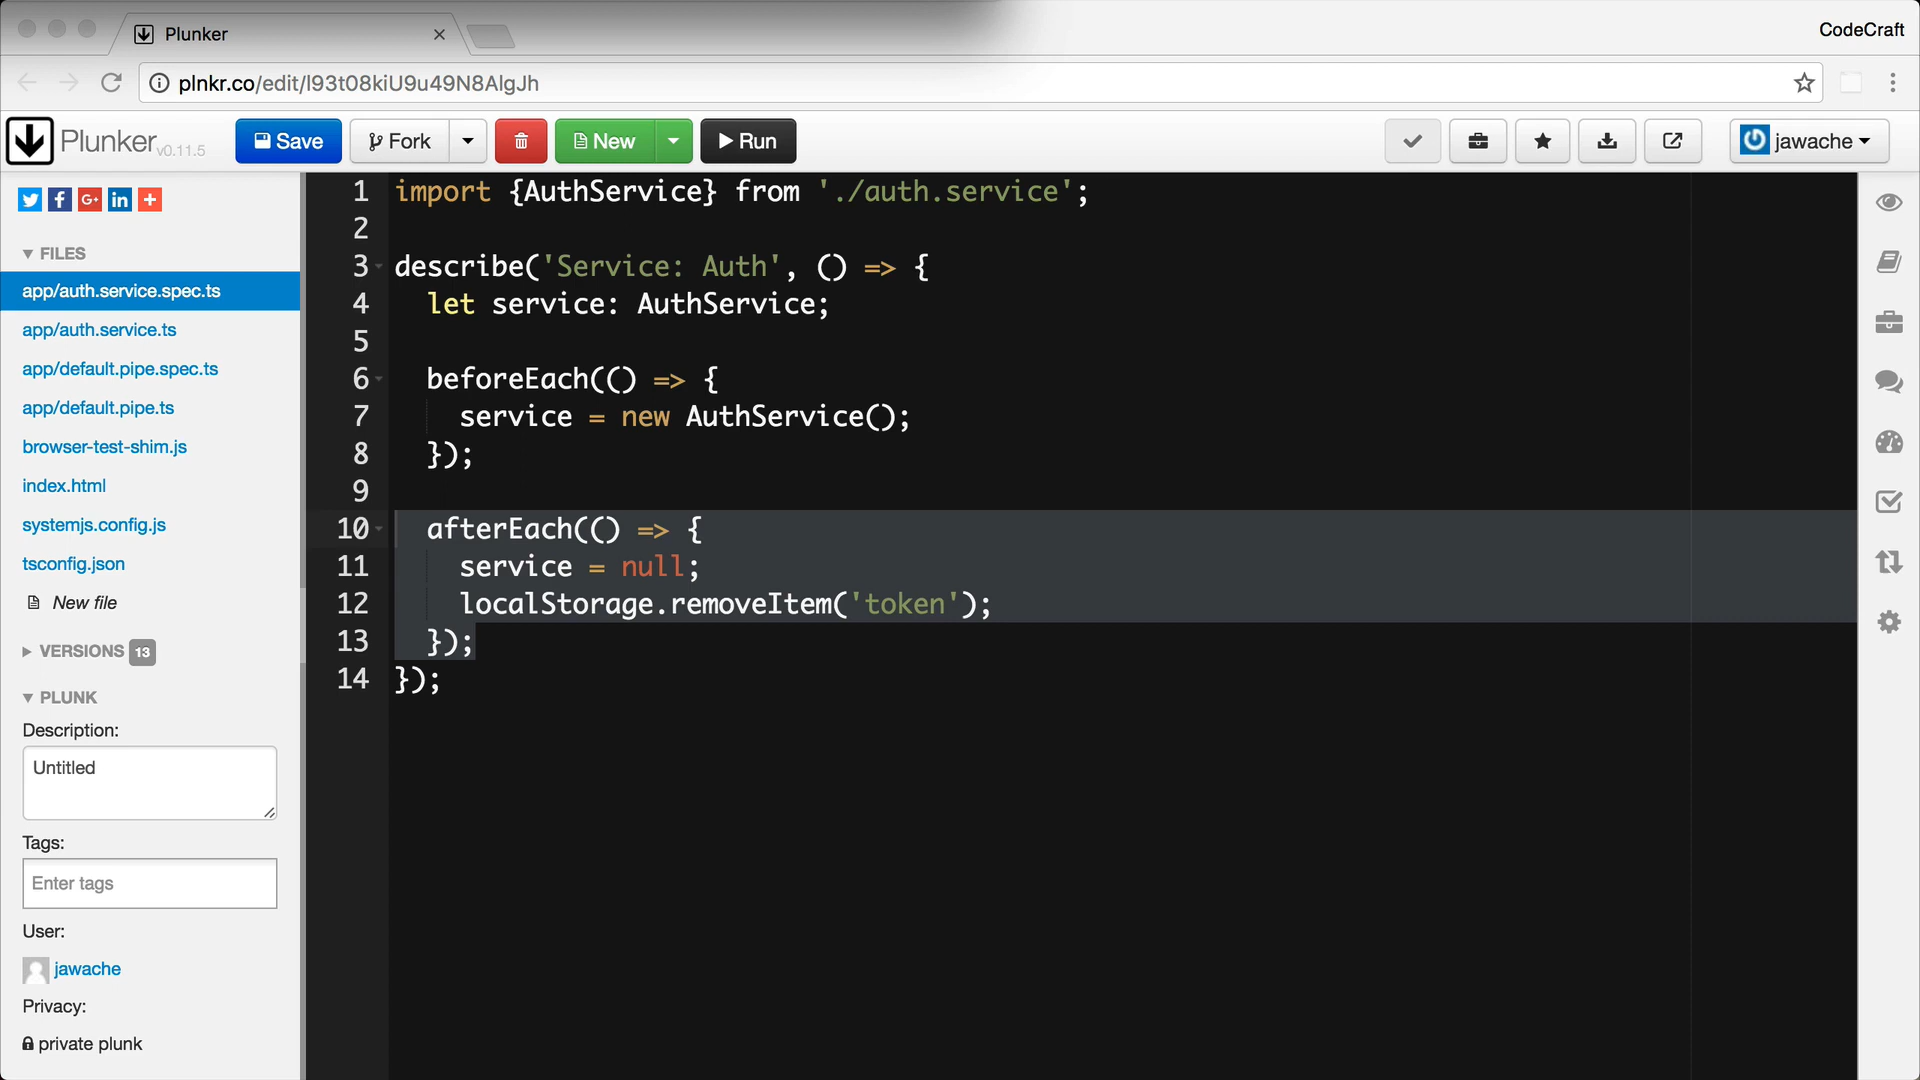 Plunker
CodeCraft
plnkr.co/edit/l93t08kiU9u49N8AlgJh
Plunker v0.11.5
Save
Fork
New
Run
jawache
FILES
app/auth.service.spec.ts
app/auth.service.ts
app/default.pipe.spec.ts
app/default.pipe.ts
browser-test-shim.js
index.html
systemjs.config.js
tsconfig.json
New file
VERSIONS 13
PLUNK
Description:
Untitled
Tags:
Enter tags
User:
jawache
Privacy:
private plunk
1 import {AuthService} from './auth.service';
2
3 describe('Service: Auth', () => {
4 let service: AuthService;
5
6 beforeEach(() => {
7 service = new AuthService();
8 });
9
10 afterEach(() => {
11 service = null;
12 localStorage.removeItem('token');
13 });
14 });